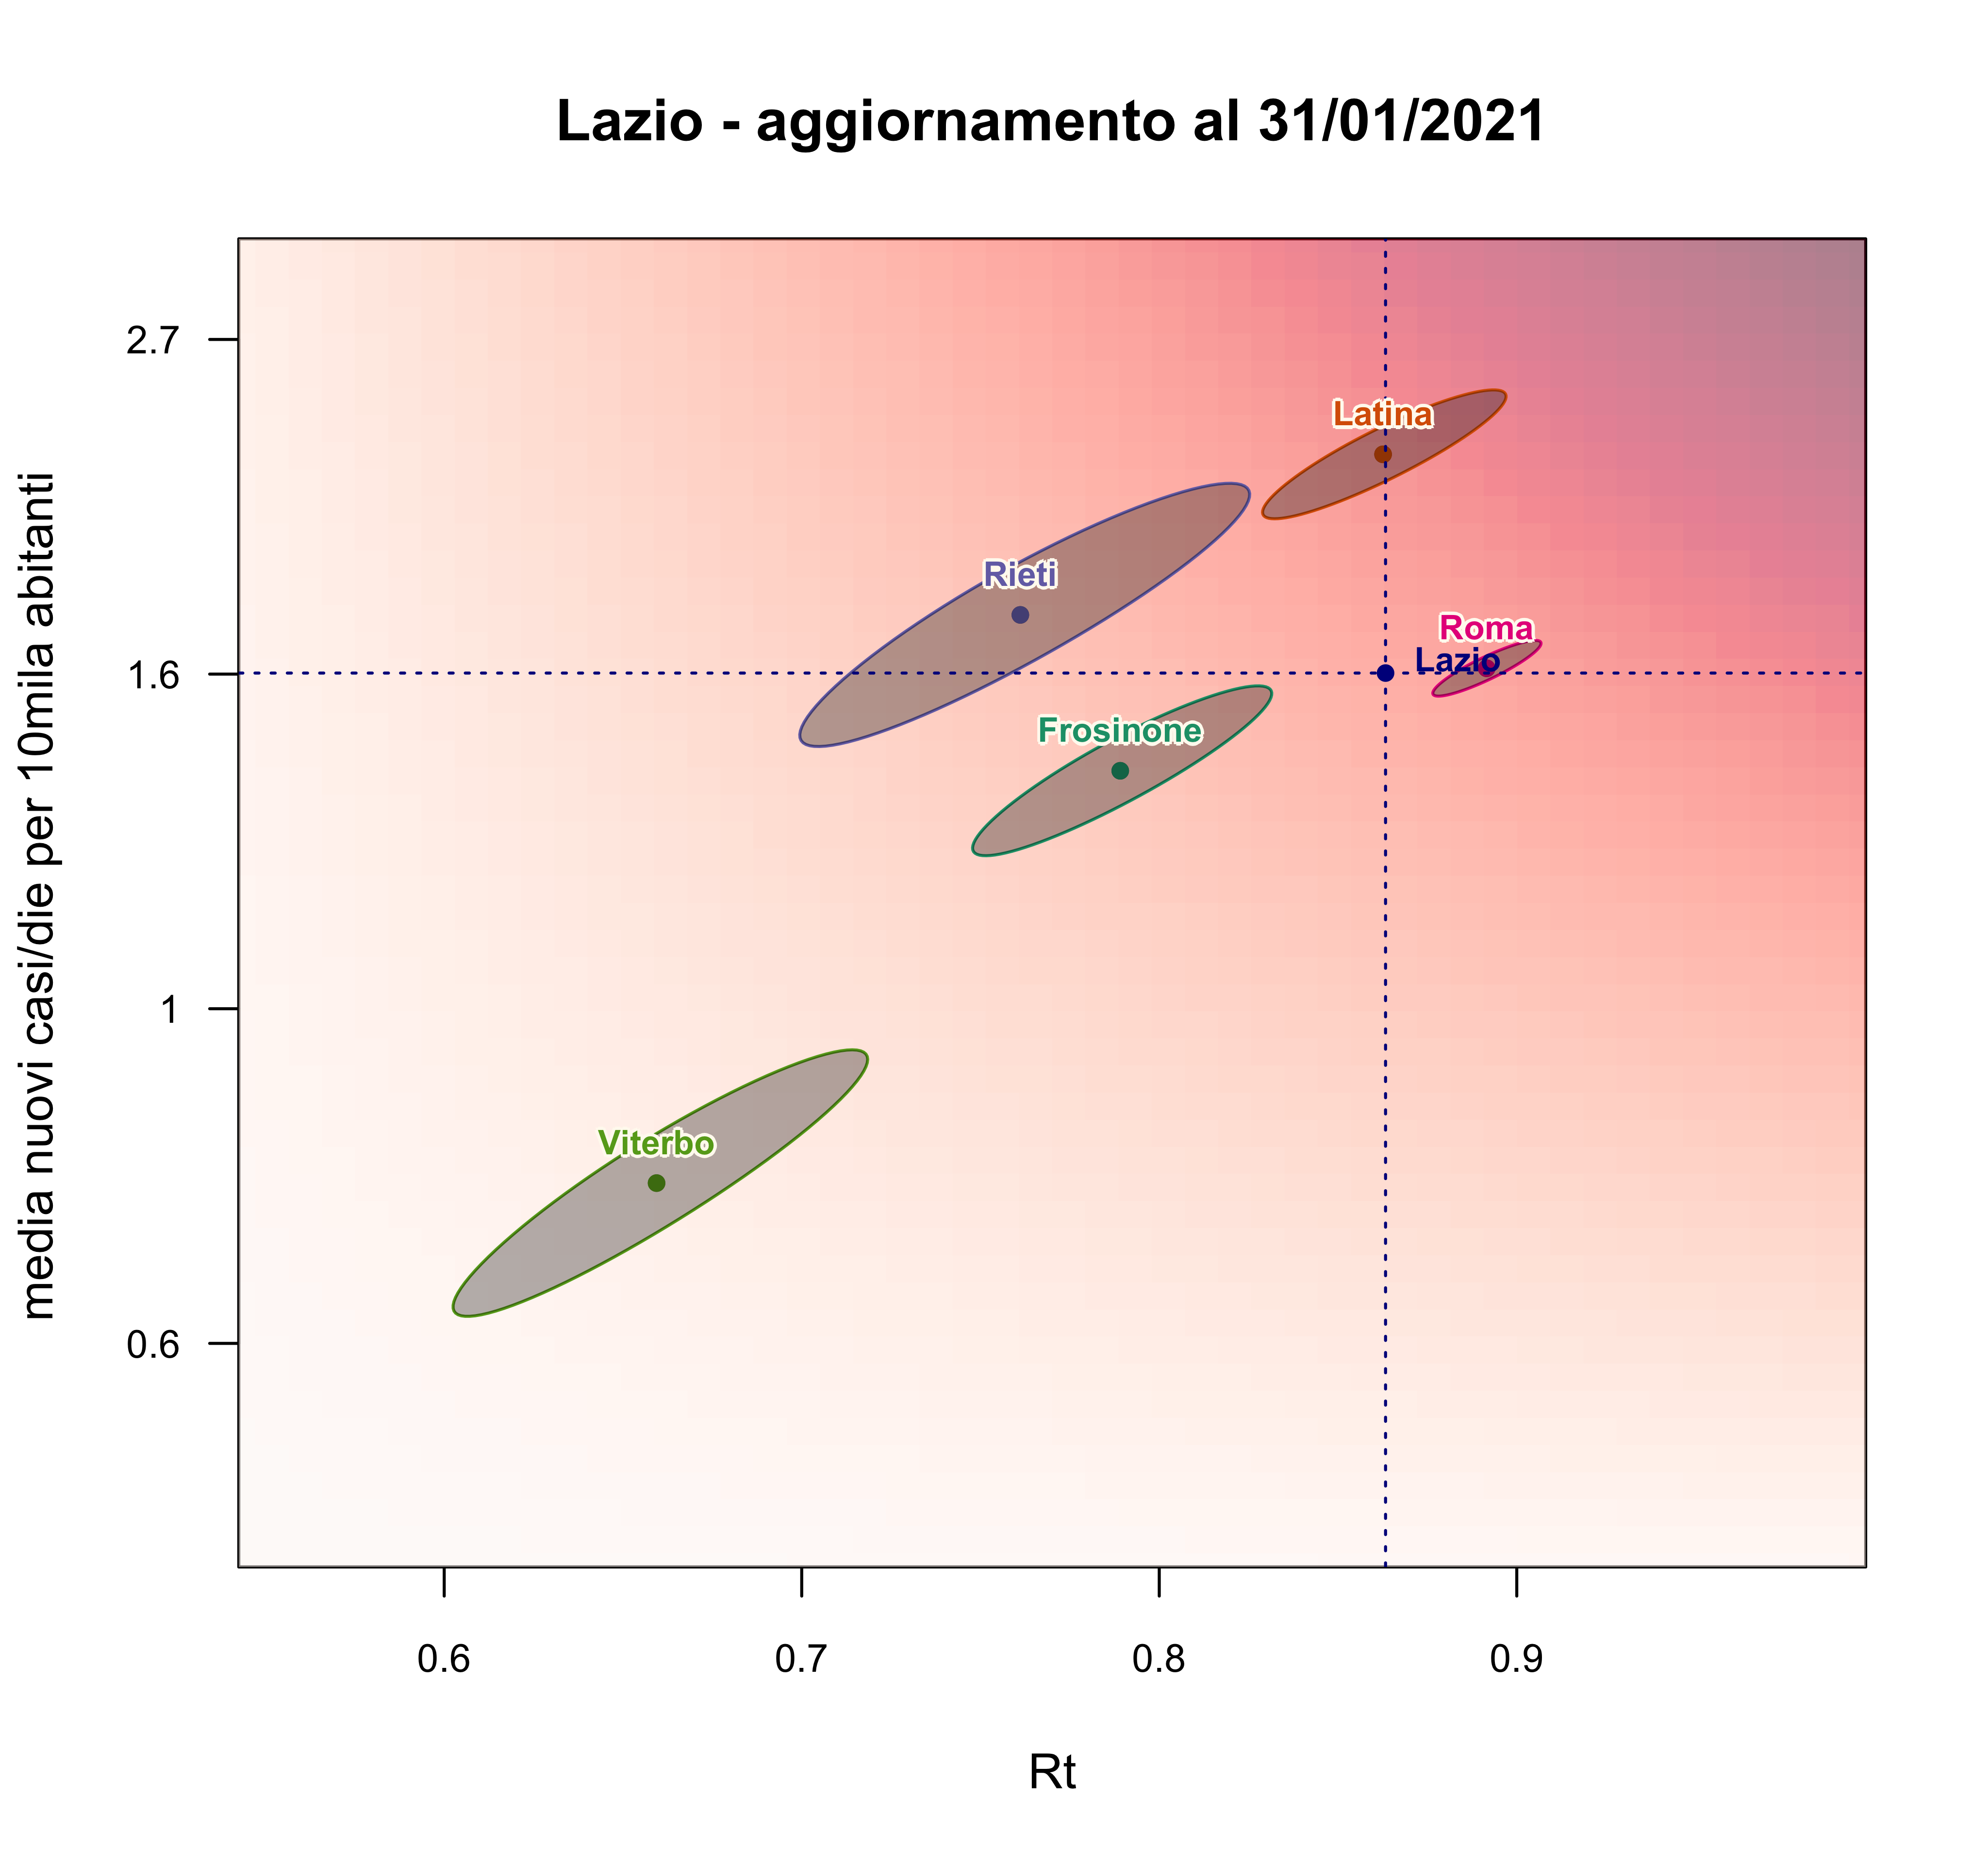 Lazio - aggiornamento al 31/01/2021
media nuovi casi/die per 10mila abitanti
2.7
1.6
1
0.6
Latina
Rieti
Roma
Lazio
Frosinone
Viterbo
0.6
0.7
0.8
0.9
Rt